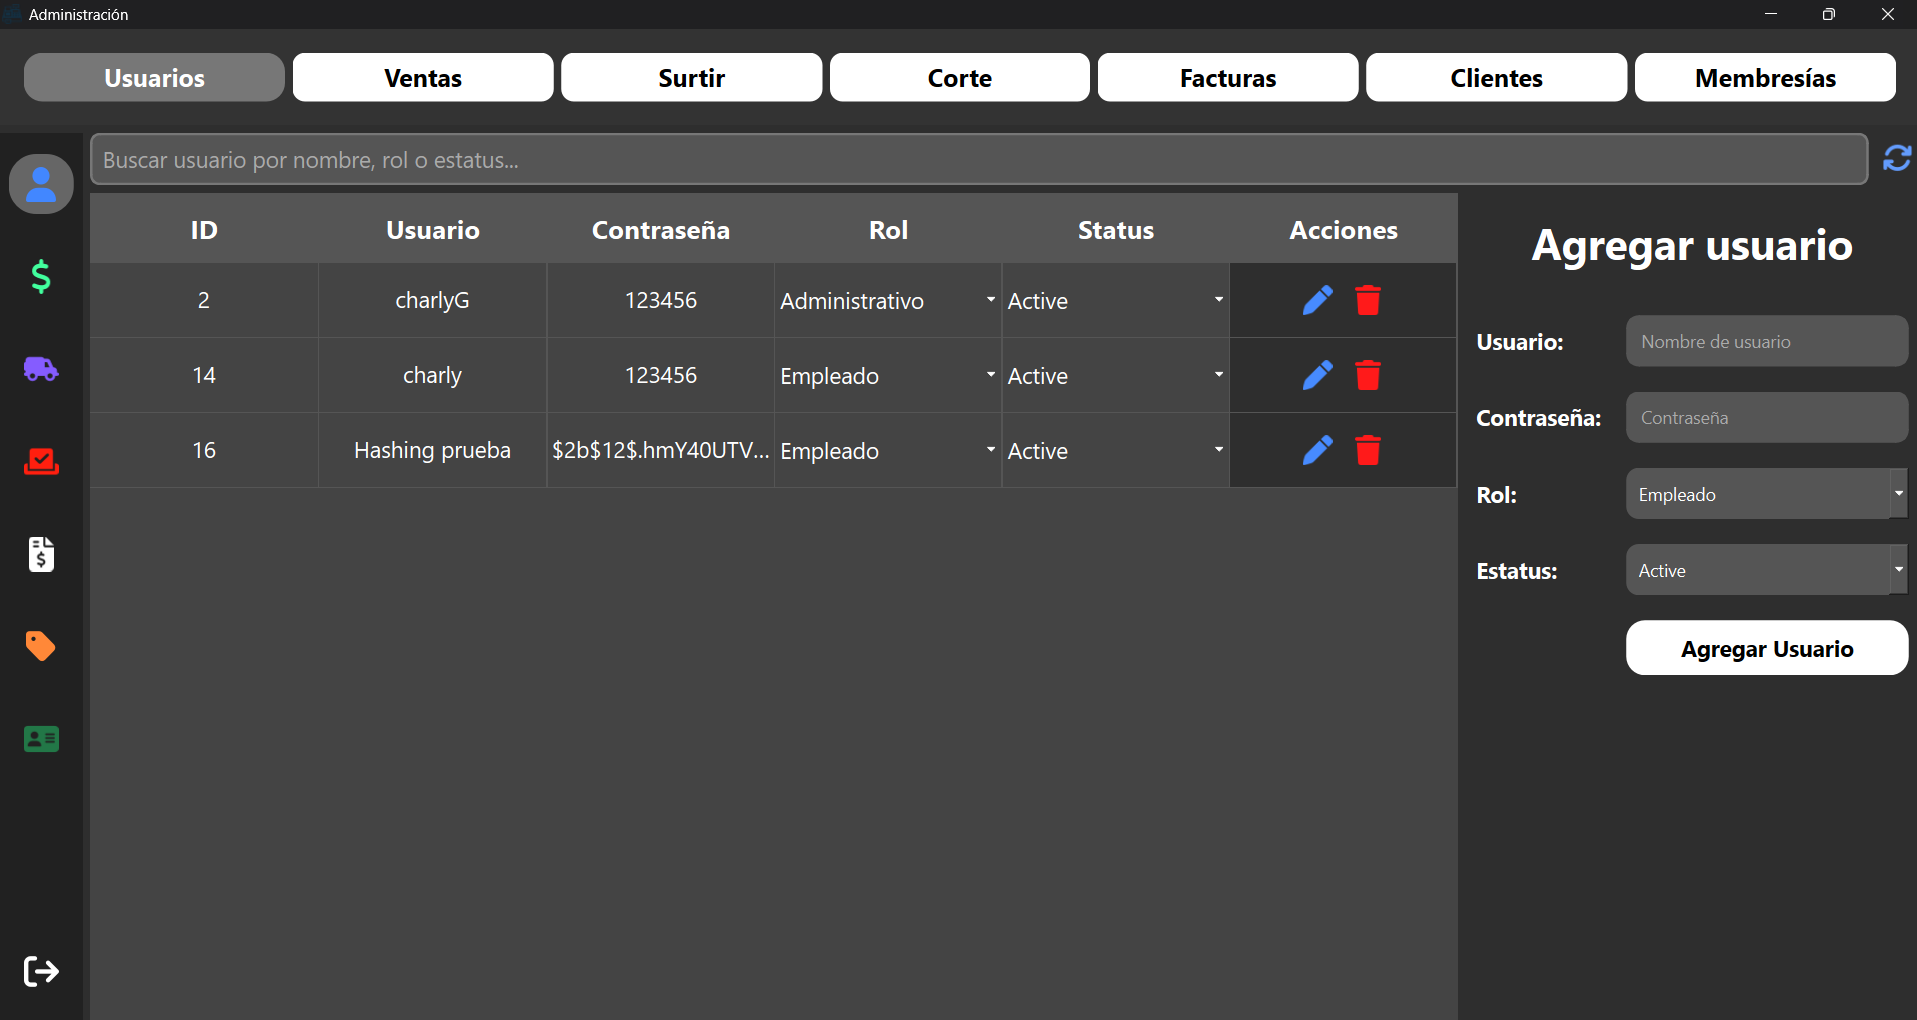 Administración
Usuarios Ventas Surtir Corte Facturas Clientes Membresías
Buscar usuario por nombre, rol o estatus...
ID Usuario Contraseña Rol Status Acciones
2 charlyG 123456 Administrativo Active
14 charly 123456 Empleado Active
16 Hashing prueba $2b$12$.hmY40UTV... Empleado Active
Agregar usuario
Usuario: Nombre de usuario
Contraseña: Contraseña
Rol: Empleado
Estatus: Active
Agregar Usuario